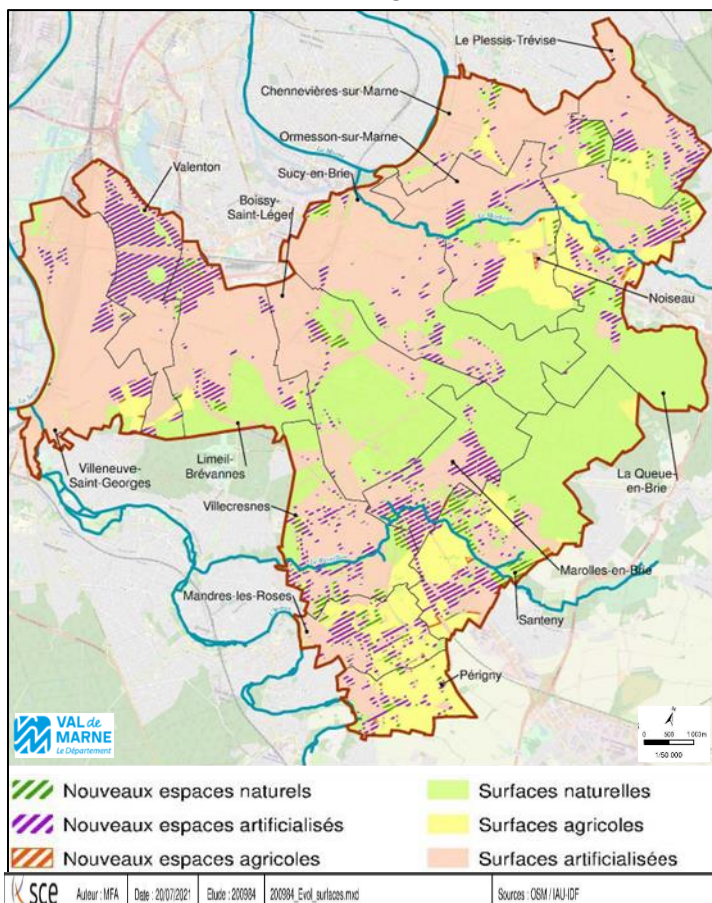 Le Plessis-Trévise
Chennevières-sur-Marne
Ormesson-sur-Marne
Valenton
Sucy-en-Brie
Boissy-
Saint-Léger
Noiseau
Villeneuve-
Saint-Georges
Limeil-
Brévannes
La Queue-
en-Brie
Villecresnes
Marolles-en-Brie
Mandres-les-Roses
Santeny
Périgny
VAL de
MARNE
Le Département
N
0 500 1 000 m
1/50 000
Nouveaux espaces naturels
Surfaces naturelles
Nouveaux espaces artificialisés
Surfaces agricoles
Nouveaux espaces agricoles
Surfaces artificialisées
sce
Auteur : MFA
Date : 20/07/2021
Etude : 200984
200984_Evol_surfaces.mxd
Sources : OSM / IAU-IDF